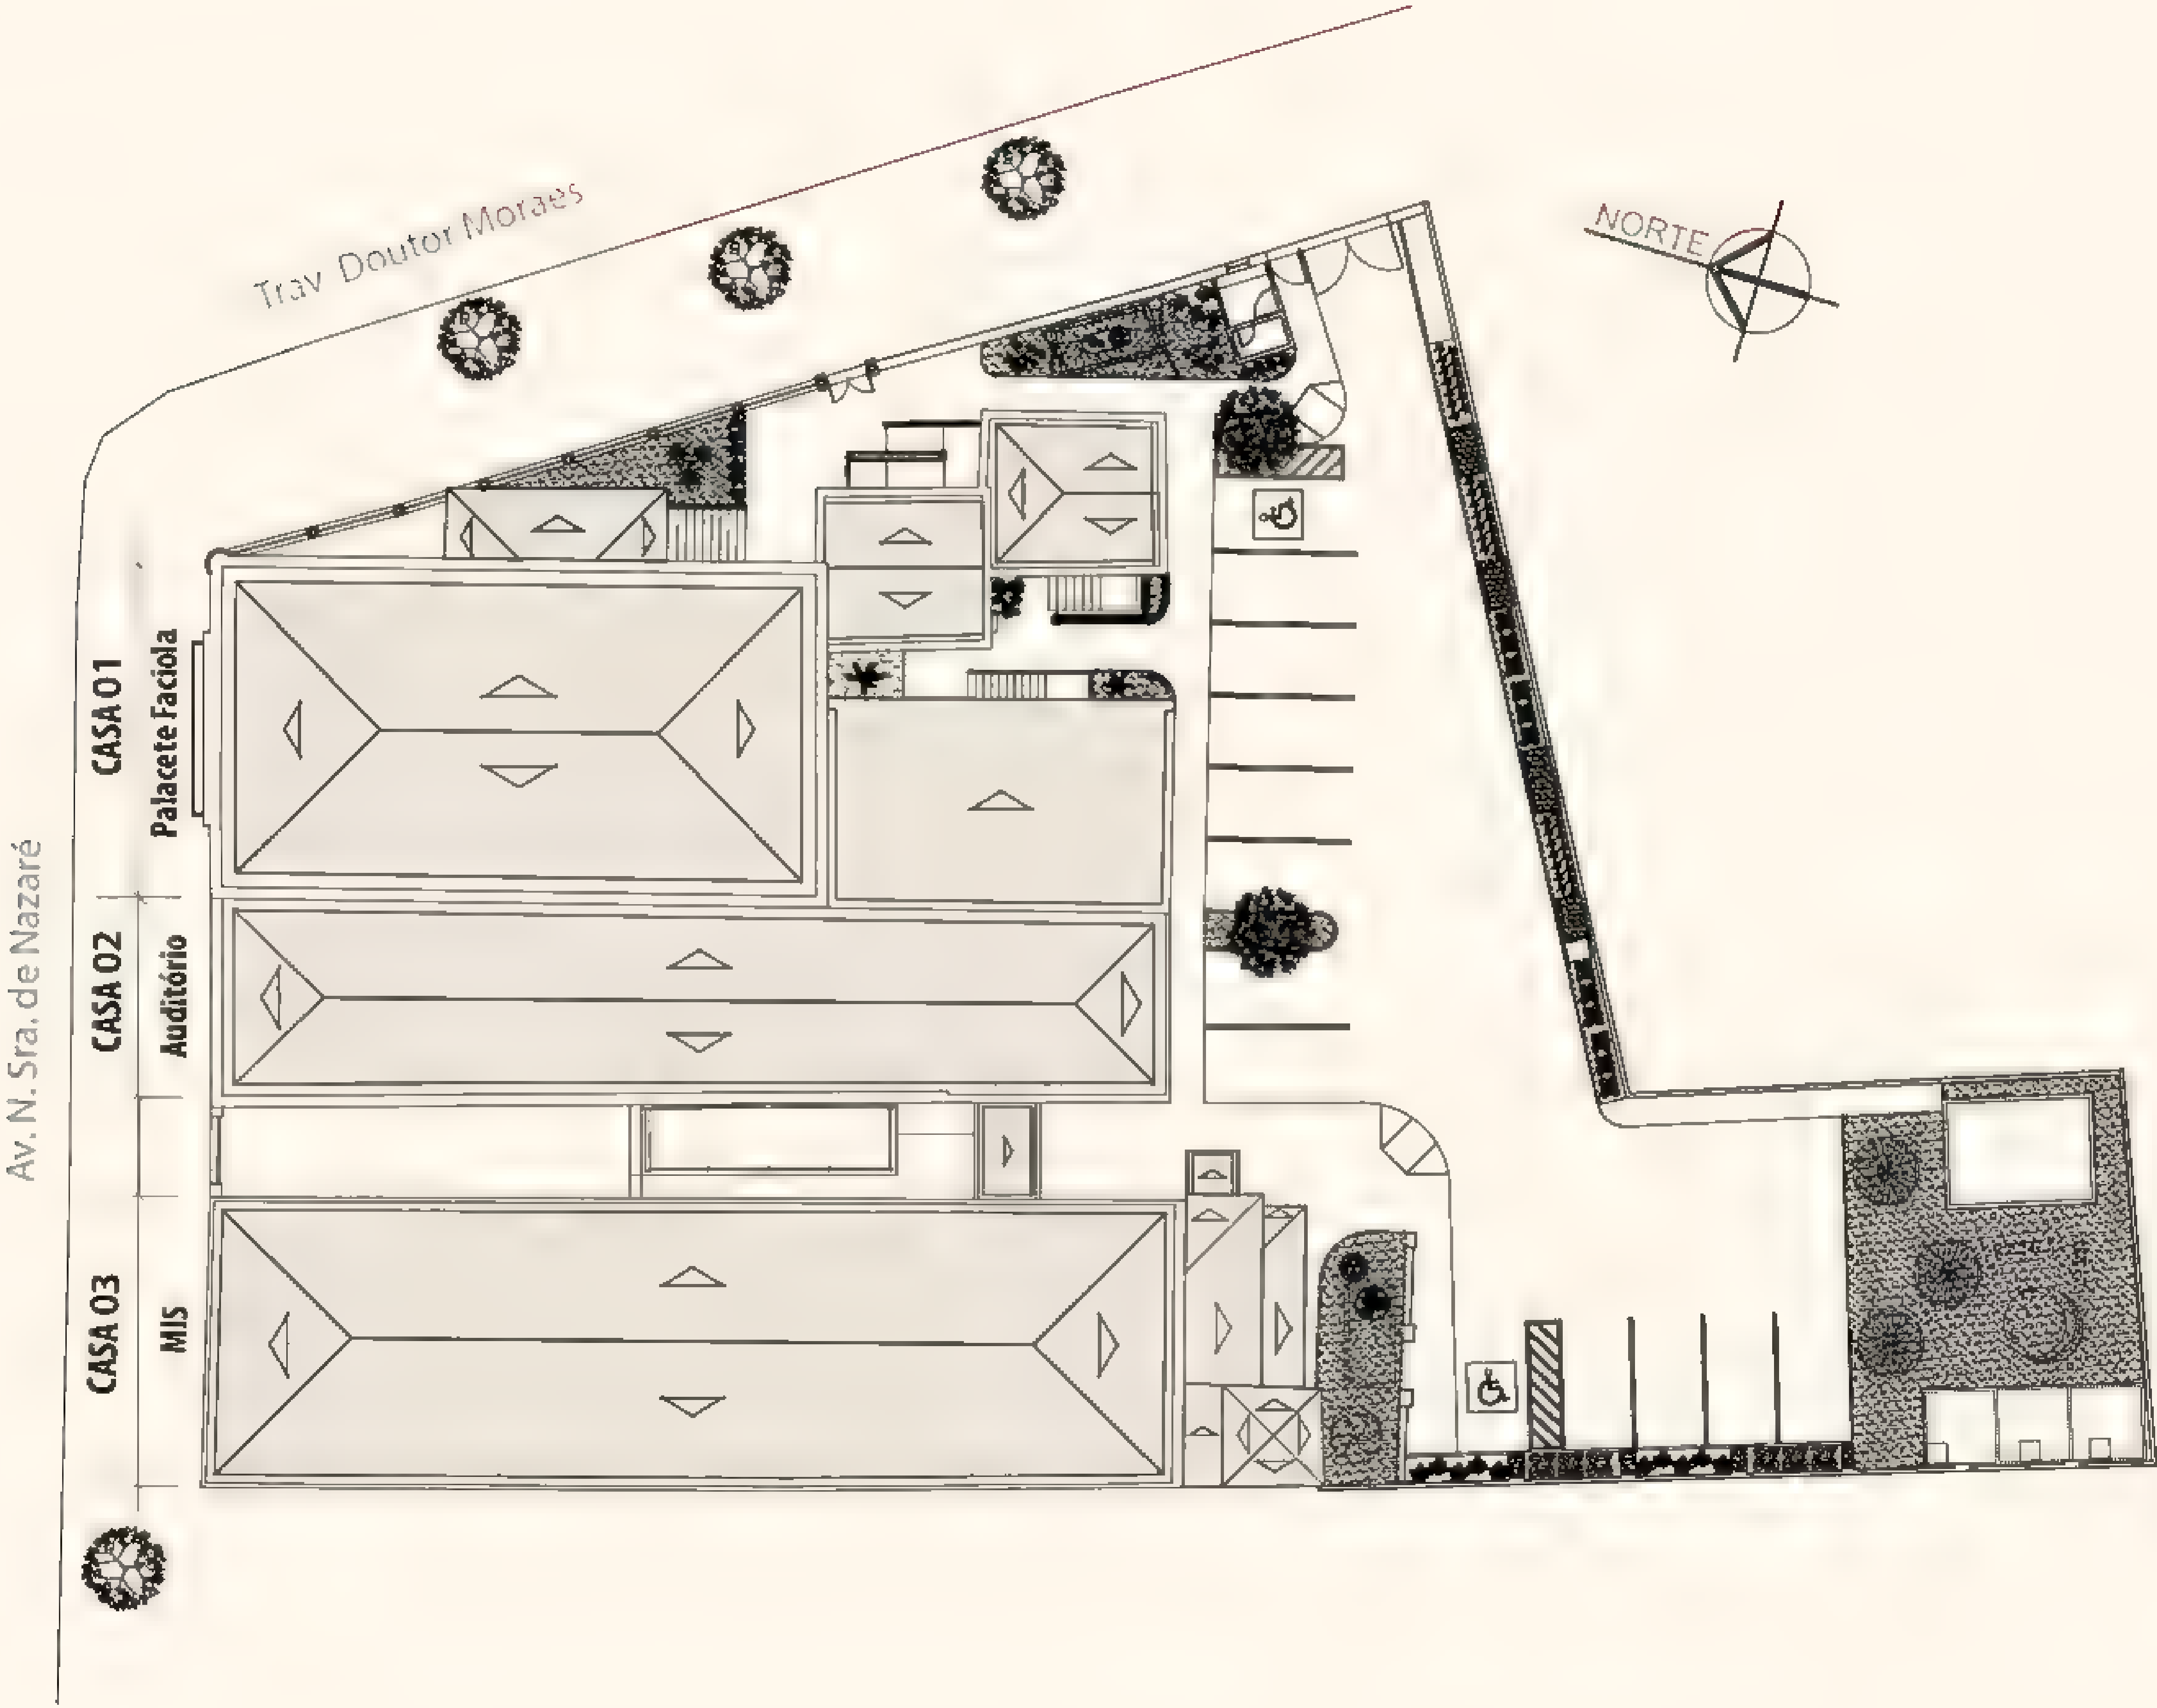 Trav Doutor Moraes
NORTE
Av. N. Sra. de Nazaré
CASA 01
Palacete Faciola
CASA 02
Auditório
CASA 03
MIS